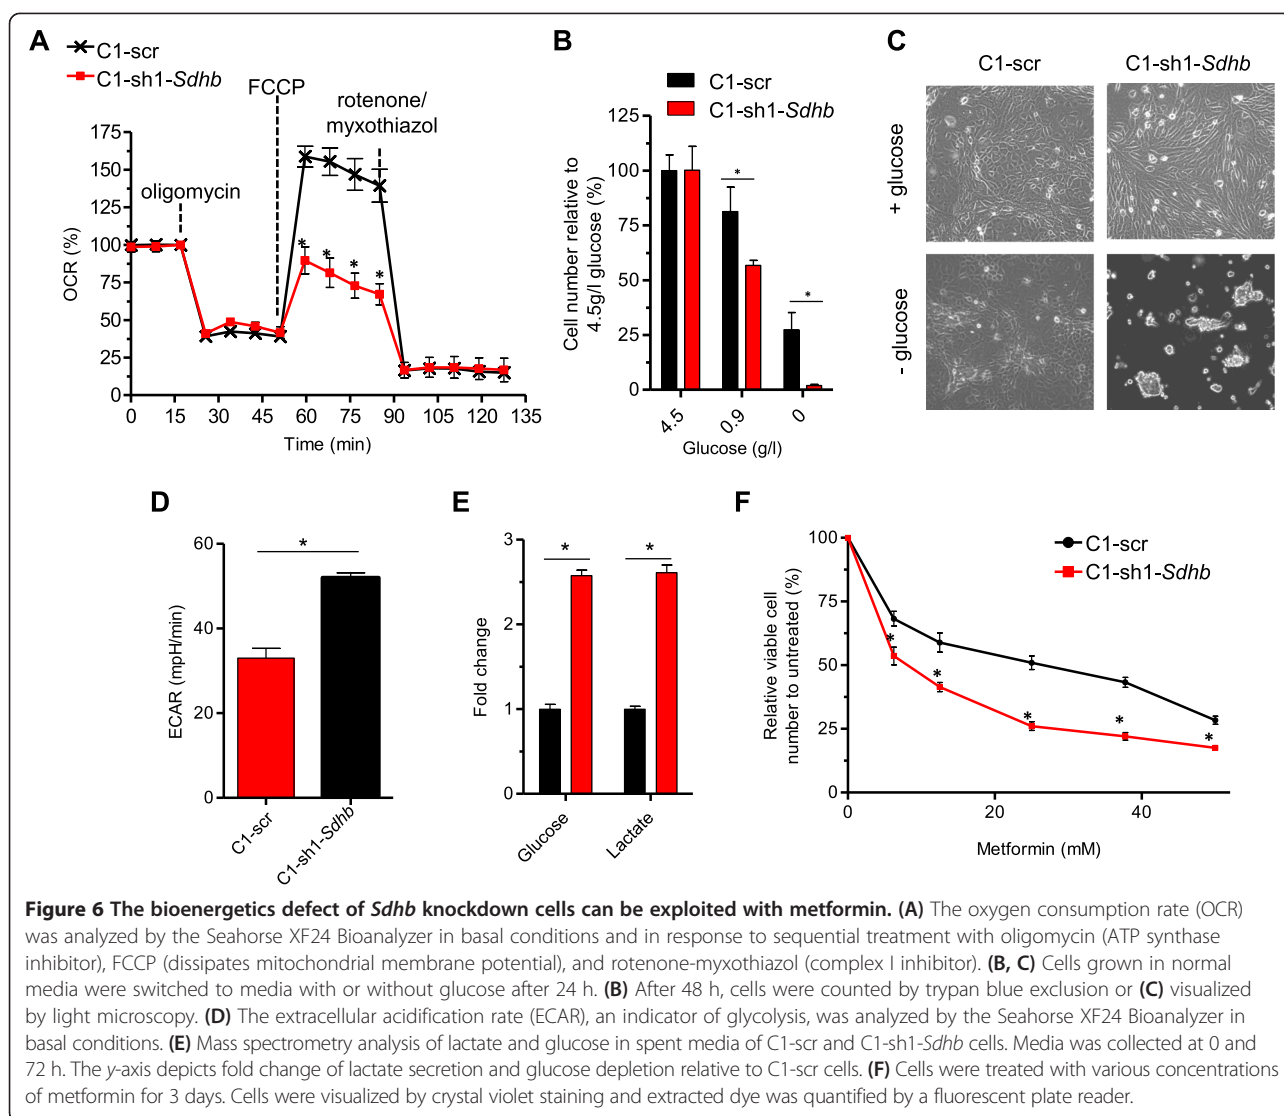 A
C1-scr
C1-sh1-Sdhb
FCCP
rotenone/
myxothiazol
oligomycin
OCR (%)
175
150
125
100
75
50
25
0
0 15 30 45 60 75 90 105 120 135
Time (min)
B
C1-scr
C1-sh1-Sdhb
Cell number relative to
4.5g/l glucose (%)
125
100
75
50
25
0
*
*
4.5 0.9 0
Glucose (g/l)
C
C1-scr C1-sh1-Sdhb
+ glucose
- glucose
D
ECAR (mpH/min)
60
40
20
0
*
C1-scr
C1-sh1-Sdhb
E
Fold change
3
2
1
0
* *
Glucose
Lactate
F
C1-scr
C1-sh1-Sdhb
Relative viable cell
number to untreated (%)
100
75
50
25
0
* * * * *
0 20 40
Metformin (mM)
Figure 6 The bioenergetics defect of Sdhb knockdown cells can be exploited with metformin. (A) The oxygen consumption rate (OCR)
was analyzed by the Seahorse XF24 Bioanalyzer in basal conditions and in response to sequential treatment with oligomycin (ATP synthase
inhibitor), FCCP (dissipates mitochondrial membrane potential), and rotenone-myxothiazol (complex I inhibitor). (B, C) Cells grown in normal
media were switched to media with or without glucose after 24 h. (B) After 48 h, cells were counted by trypan blue exclusion or (C) visualized
by light microscopy. (D) The extracellular acidification rate (ECAR), an indicator of glycolysis, was analyzed by the Seahorse XF24 Bioanalyzer in
basal conditions. (E) Mass spectrometry analysis of lactate and glucose in spent media of C1-scr and C1-sh1-Sdhb cells. Media was collected at 0 and
72 h. The y-axis depicts fold change of lactate secretion and glucose depletion relative to C1-scr cells. (F) Cells were treated with various concentrations
of metformin for 3 days. Cells were visualized by crystal violet staining and extracted dye was quantified by a fluorescent plate reader.